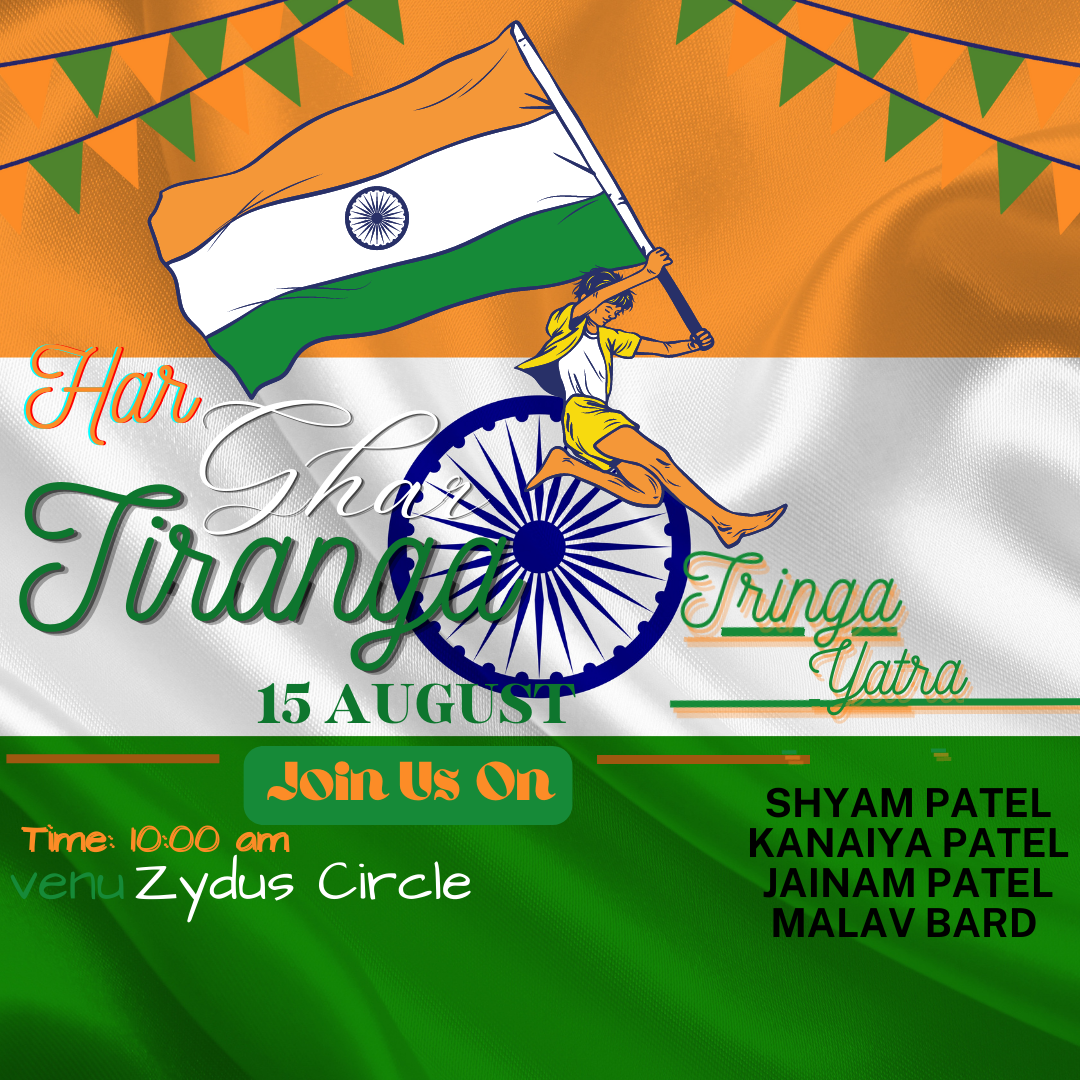 Har
Ghar
Tiranga
Tringa
Yatra
15 AUGUST
Join Us On
Time: 10:00 am
venu Zydus Circle
SHYAM PATEL
KANAIYA PATEL
JAINAM PATEL
MALAV BARD